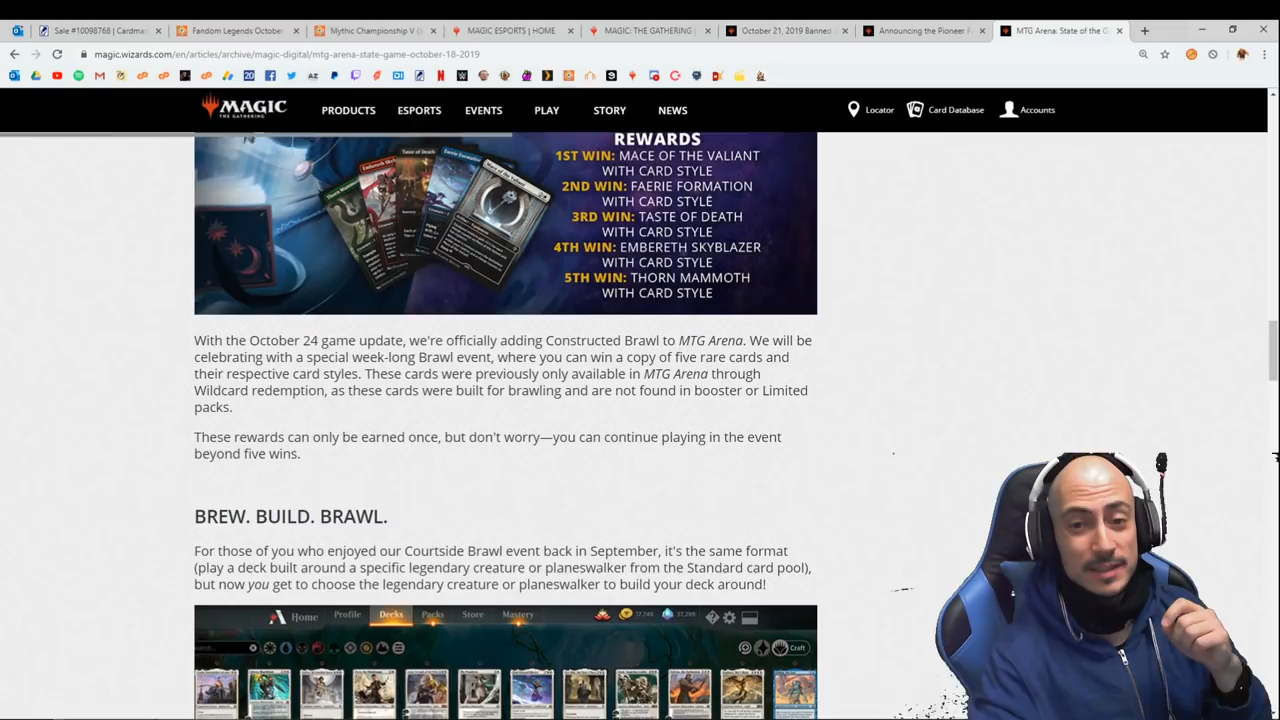 Sale #10098768 | Cardma
Fandom Legends October
Mythic Championship V (
MAGIC ESPORTS | HOME
MAGIC: THE GATHERING |
October 21, 2019 Banned
Announcing the Pioneer F
MTG Arena: State of the G
magic.wizards.com/en/articles/archive/magic-digital/mtg-arena-state-game-october-18-2019
MAGIC
THE GATHERING
PRODUCTS
ESPORTS
EVENTS
PLAY
STORY
NEWS
Locator
Card Database
Accounts
REWARDS
1ST WIN: MACE OF THE VALIANT
WITH CARD STYLE
2ND WIN: FAERIE FORMATION
WITH CARD STYLE
3RD WIN: TASTE OF DEATH
WITH CARD STYLE
4TH WIN: EMBERETH SKYBLAZER
WITH CARD STYLE
5TH WIN: THORN MAMMOTH
WITH CARD STYLE
With the October 24 game update, we're officially adding Constructed Brawl to MTG Arena. We will be
celebrating with a special week-long Brawl event, where you can win a copy of five rare cards and
their respective card styles. These cards were previously only available in MTG Arena through
Wildcard redemption, as these cards were built for brawling and are not found in booster or Limited
packs.
These rewards can only be earned once, but don't worry—you can continue playing in the event
beyond five wins.
BREW. BUILD. BRAWL.
For those of you who enjoyed our Courtside Brawl event back in September, it's the same format
(play a deck built around a specific legendary creature or planeswalker from the Standard card pool),
but now you get to choose the legendary creature or planeswalker to build your deck around!
Home
Profile
Decks
Packs
Store
Mastery
Craft